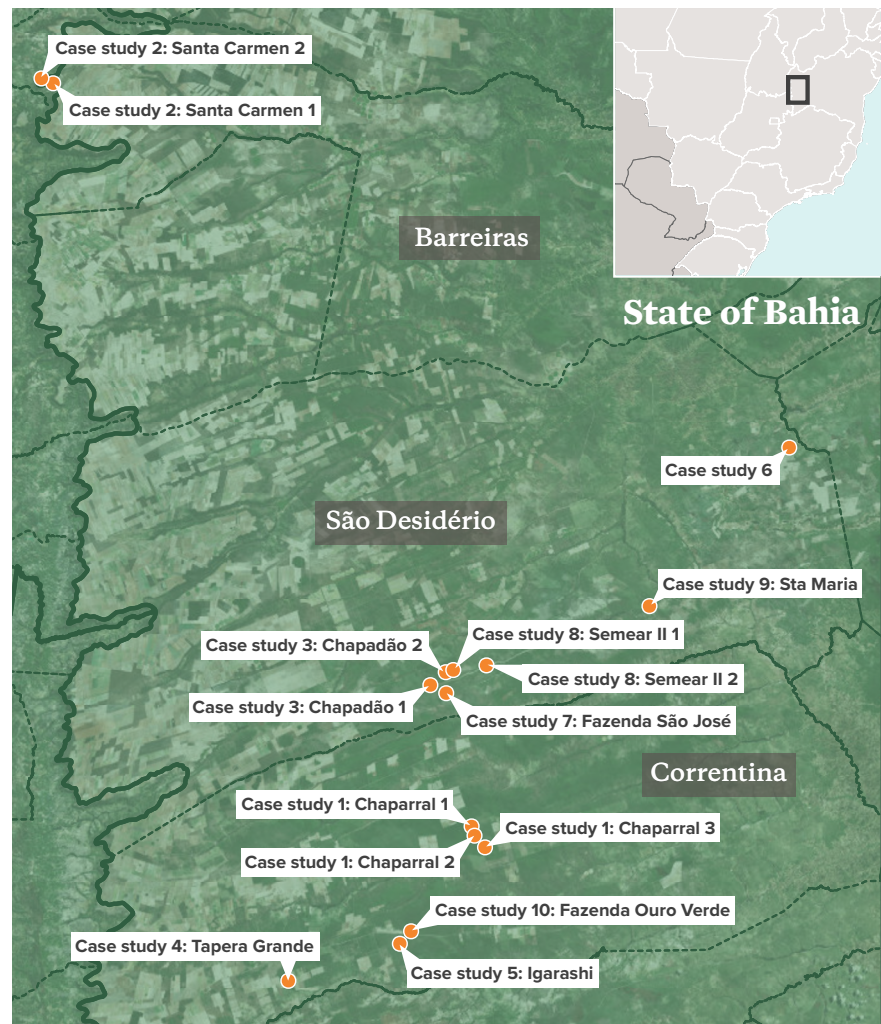 Case study 2: Santa Carmen 2
Case study 2: Santa Carmen 1
Barreiras
State of Bahia
Case study 6
São Desidério
Case study 9: Sta Maria
Case study 8: Semear II 1
Case study 3: Chapadão 2
Case study 8: Semear II 2
Case study 3: Chapadão 1
Case study 7: Fazenda São José
Correntina
Case study 1: Chaparral 1
Case study 1: Chaparral 3
Case study 1: Chaparral 2
Case study 10: Fazenda Ouro Verde
Case study 4: Tapera Grande
Case study 5: Igarashi